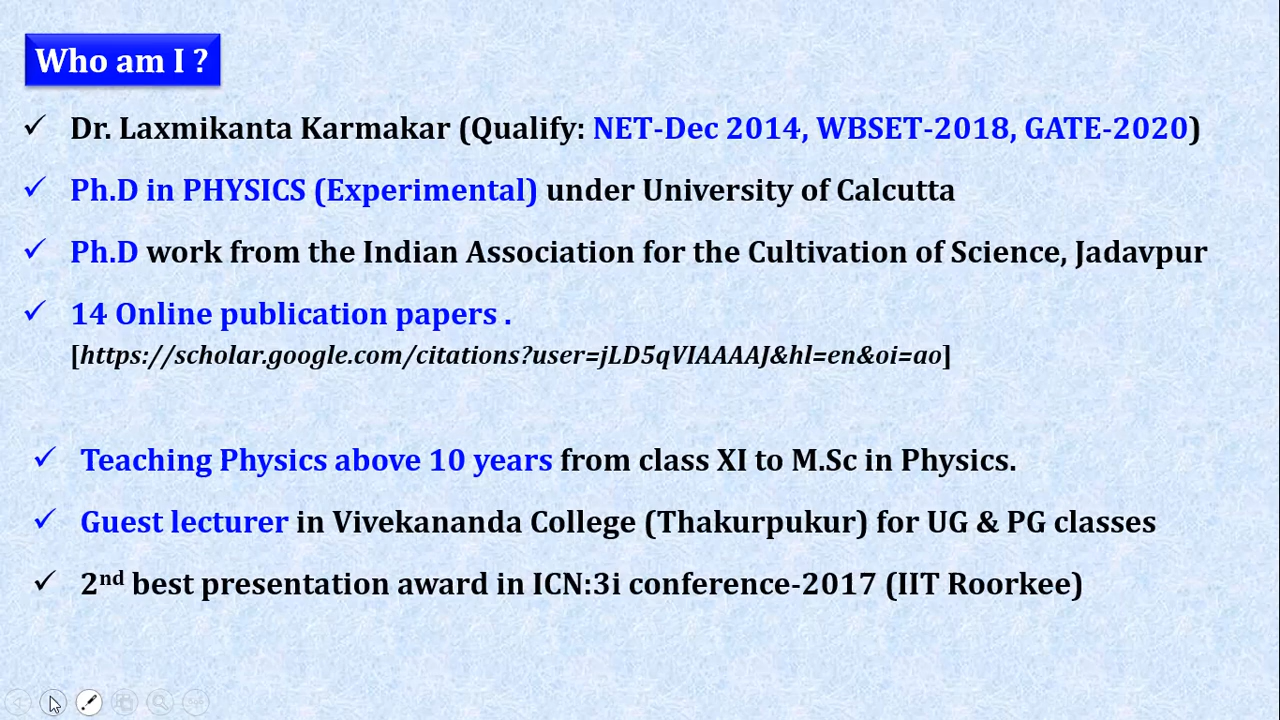 Who am I ?
✓ Dr. Laxmikanta Karmakar (Qualify: NET-Dec 2014, WBSET-2018, GATE-2020)
✓ Ph.D in PHYSICS (Experimental) under University of Calcutta
✓ Ph.D work from the Indian Association for the Cultivation of Science, Jadavpur
✓ 14 Online publication papers .
[https://scholar.google.com/citations?user=jLD5qVIAAAAJ&hl=en&oi=ao]
✓ Teaching Physics above 10 years from class XI to M.Sc in Physics.
✓ Guest lecturer in Vivekananda College (Thakurpukur) for UG & PG classes
✓ 2nd best presentation award in ICN:3i conference-2017 (IIT Roorkee)